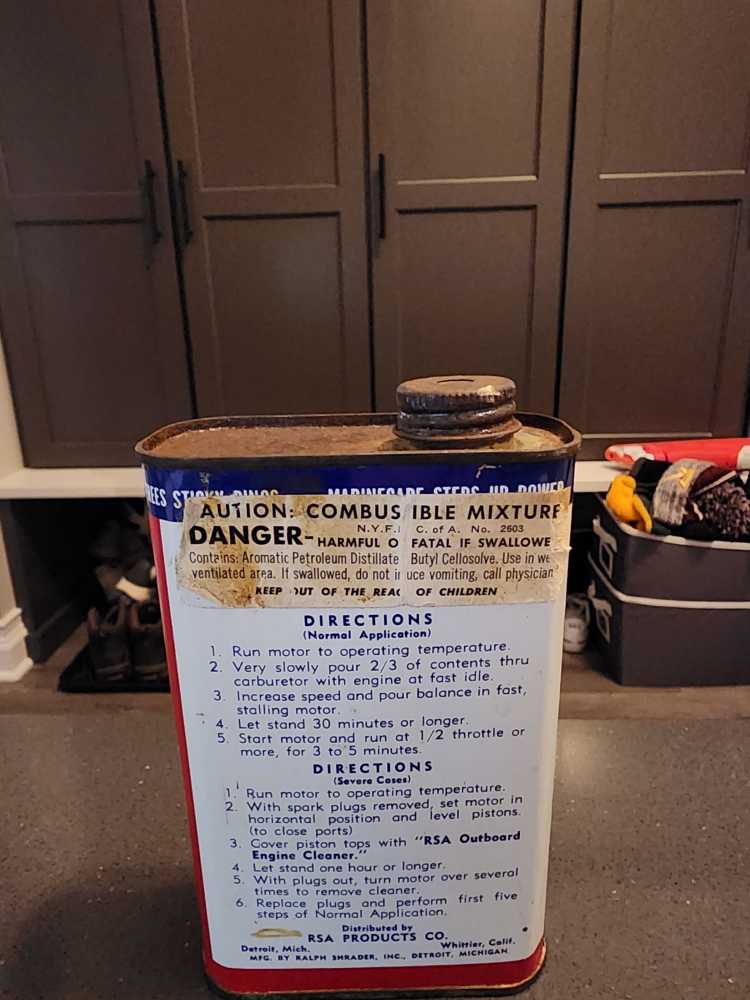 STICKY RINGS MARINECARE STEPS UP POWER
AUTION: COMBUS IBLE MIXTURE
N.Y.F. C. of A. No. 2603
DANGER- HARMFUL O FATAL IF SWALLOWE
Contains: Aromatic Petroleum Distillate Butyl Cellosolve. Use in we
ventilated area. If swallowed, do not i uce vomiting, call physician
KEEP OUT OF THE REAC OF CHILDREN
DIRECTIONS
(Normal Application)
1. Run motor to operating temperature.
2. Very slowly pour 2/3 of contents thru
carburetor with engine at fast idle.
3. Increase speed and pour balance in fast,
stalling motor.
4. Let stand 30 minutes or longer.
5. Start motor and run at 1/2 throttle or
more, for 3 to 5 minutes.
DIRECTIONS
(Severe Cases)
1. Run motor to operating temperature.
2. With spark plugs removed, set motor in
horizontal position and level pistons.
(to close ports)
3. Cover piston tops with "RSA Outboard
Engine Cleaner."
4. Let stand one hour or longer.
5. With plugs out, turn motor over several
times to remove cleaner.
6. Replace plugs and perform first five
steps of Normal Application.
Distributed by
RSA PRODUCTS CO.
Detroit, Mich. Whittier, Calif.
MFG. BY RALPH SHRADER, INC., DETROIT, MICHIGAN